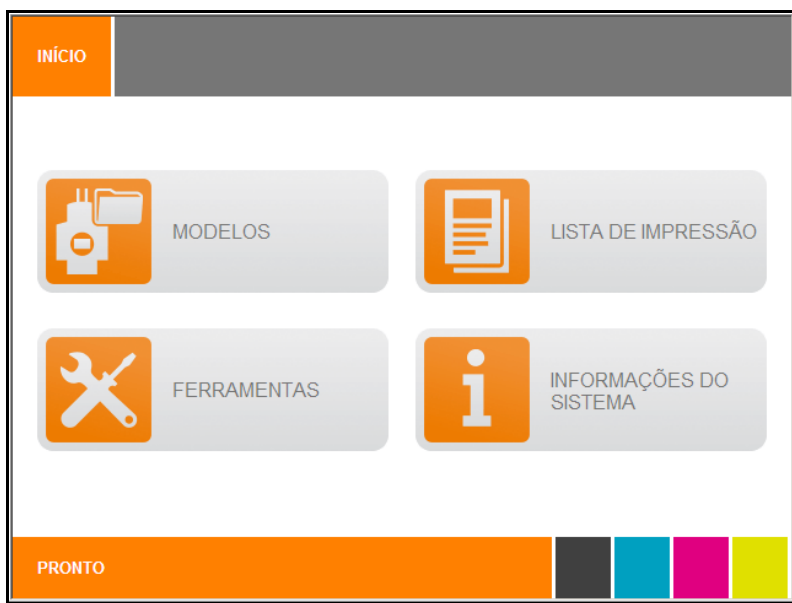 INÍCIO
MODELOS
LISTA DE IMPRESSÃO
FERRAMENTAS
INFORMAÇÕES DO
SISTEMA
PRONTO